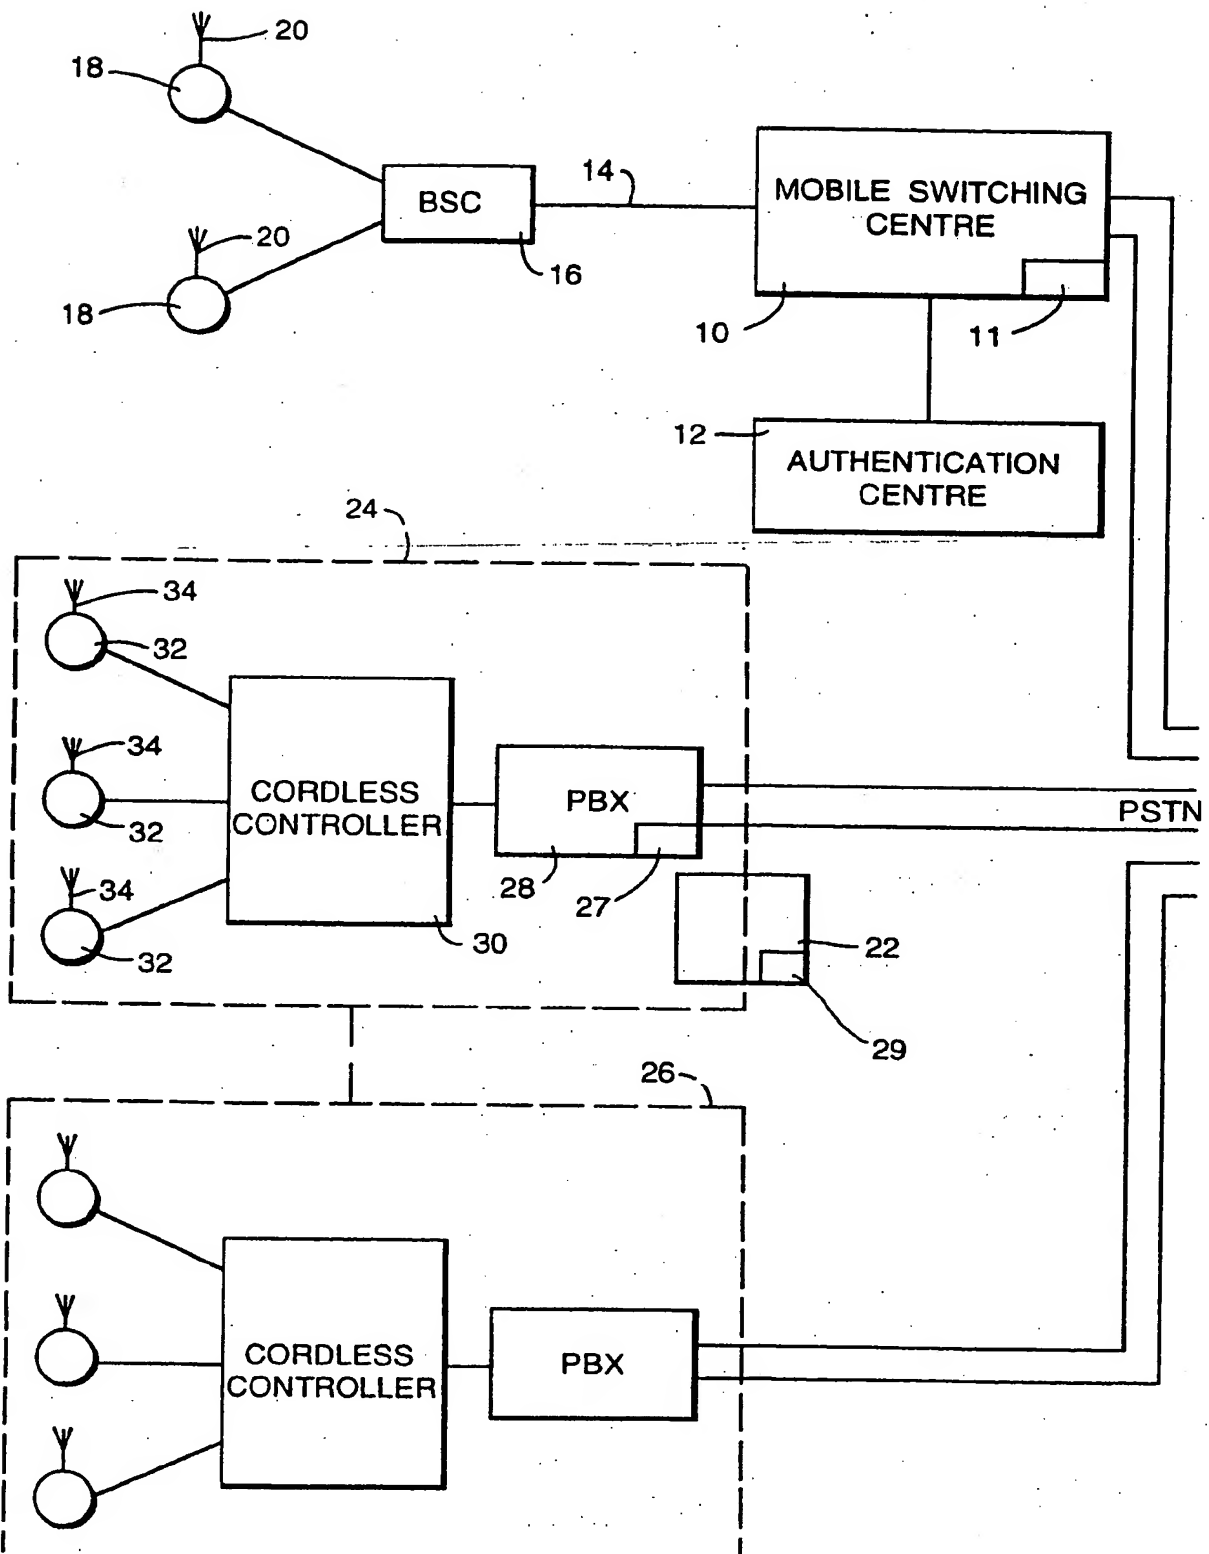 20
18
14
BSC
MOBILE SWITCHING
CENTRE
20
16
18
10
11
12
AUTHENTICATION
CENTRE
24
34
32
34
CORDLESS
CONTROLLER
PBX
PSTN
32
34
28
27
30
22
32
29
26
CORDLESS
CONTROLLER
PBX